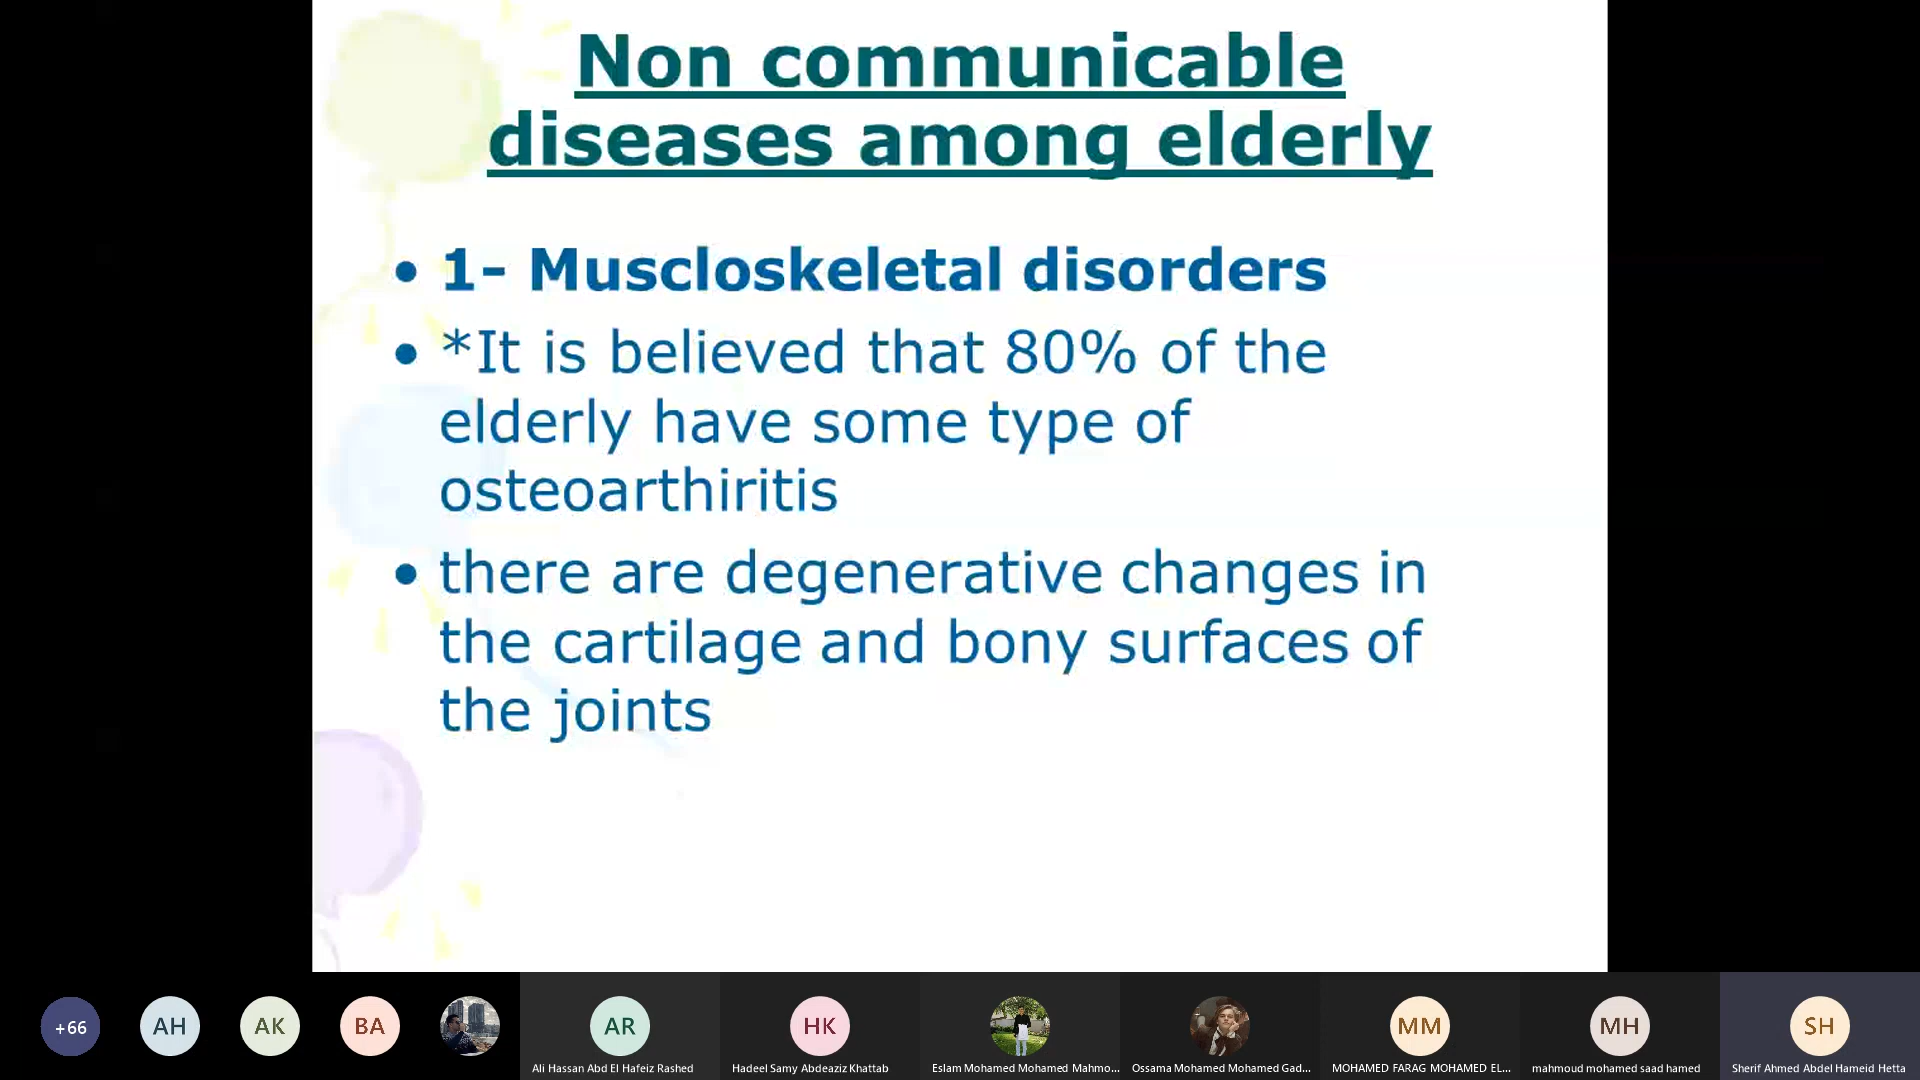 Non communicable
diseases among elderly
• 1- Muscloskeletal disorders
• *It is believed that 80% of the
elderly have some type of
osteoarthiritis
• there are degenerative changes in
the cartilage and bony surfaces of
the joints
+66
AH
AK
BA
AR
HK
MM
MH
SH
Ali Hassan Abd El Hafeiz Rashed
Hadeel Samy Abdeaziz Khattab
Eslam Mohamed Mohamed Mahmo...
Ossama Mohamed Mohamed Gad...
MOHAMED FARAG MOHAMED EL...
mahmoud mohamed saad hamed
Sherif Ahmed Abdel Hameid Hetta